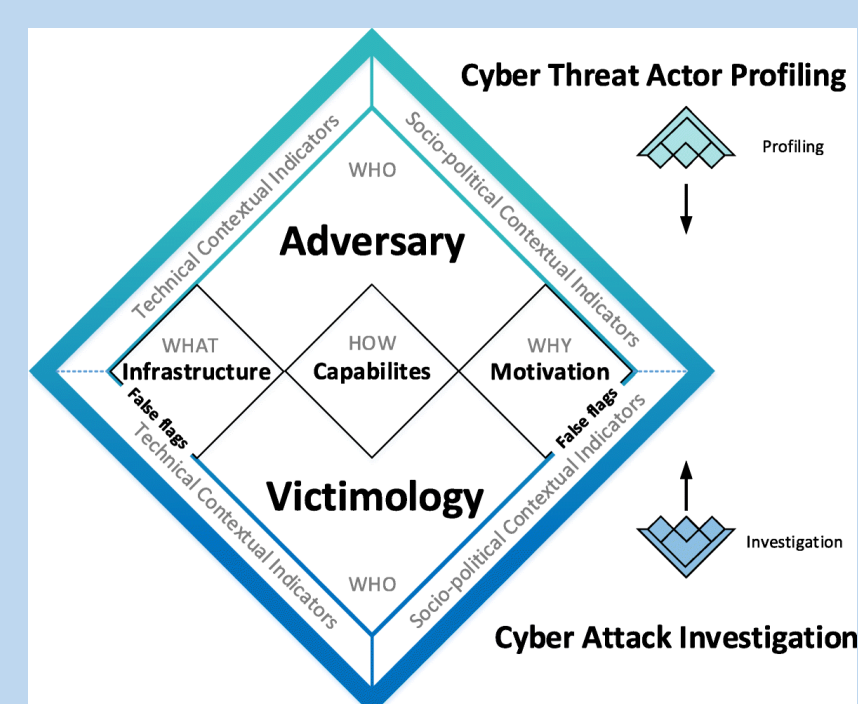 Cyber Threat Actor Profiling
Profiling
Technical Contextual Indicators
Socio-political Contextual Indicators
WHO
Adversary
WHAT
Infrastructure
HOW
Capabilites
WHY
Motivation
False flags
False flags
Technical Contextual Indicators
Socio-political Contextual Indicators
Victimology
WHO
Investigation
Cyber Attack Investigation